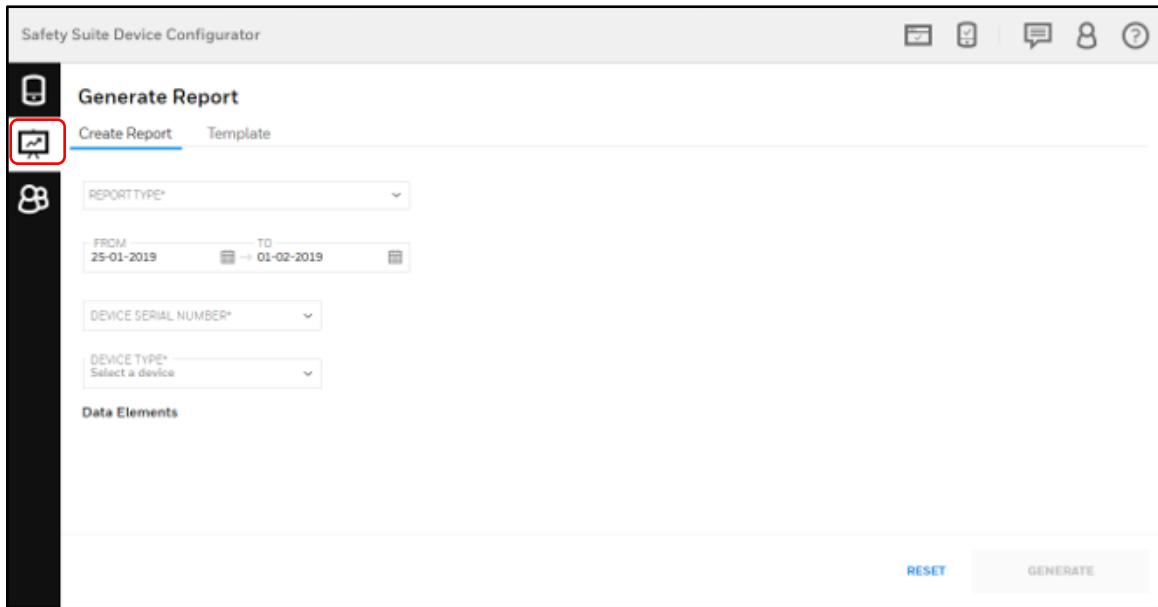 Safety Suite Device Configurator
Generate Report
Create Report Template
REPORT TYPE*
FROM TO
25-01-2019 → 01-02-2019
DEVICE SERIAL NUMBER*
DEVICE TYPE*
Select a device
Data Elements
RESET GENERATE